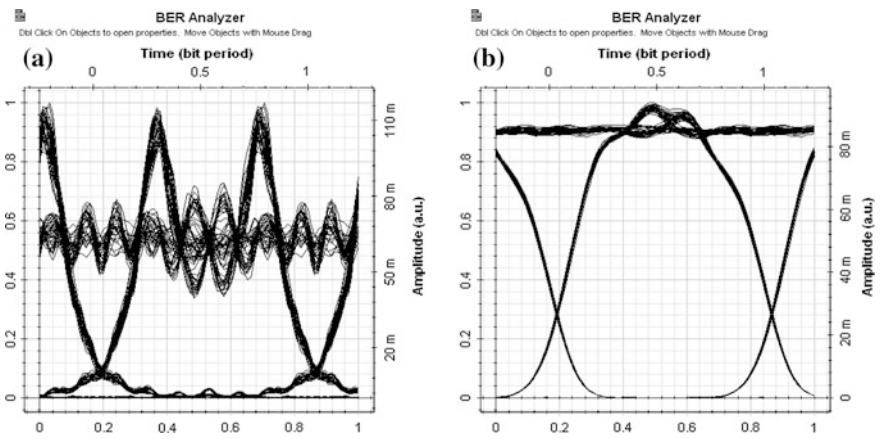 BER Analyzer
Dbl Click On Objects to open properties. Move Objects with Mouse Drag
(a)
Time (bit period)
0 0.5 1
1
0.8
0.6
0.4
0.2
0
110 m
80 m
50 m
20 m
Amplitude (a.u.)
0 0.2 0.4 0.6 0.8 1
BER Analyzer
Dbl Click On Objects to open properties. Move Objects with Mouse Drag
(b)
Time (bit period)
0 0.5 1
1
0.8
0.6
0.4
0.2
0
80 m
60 m
40 m
20 m
0
Amplitude (a.u.)
0 0.2 0.4 0.6 0.8 1